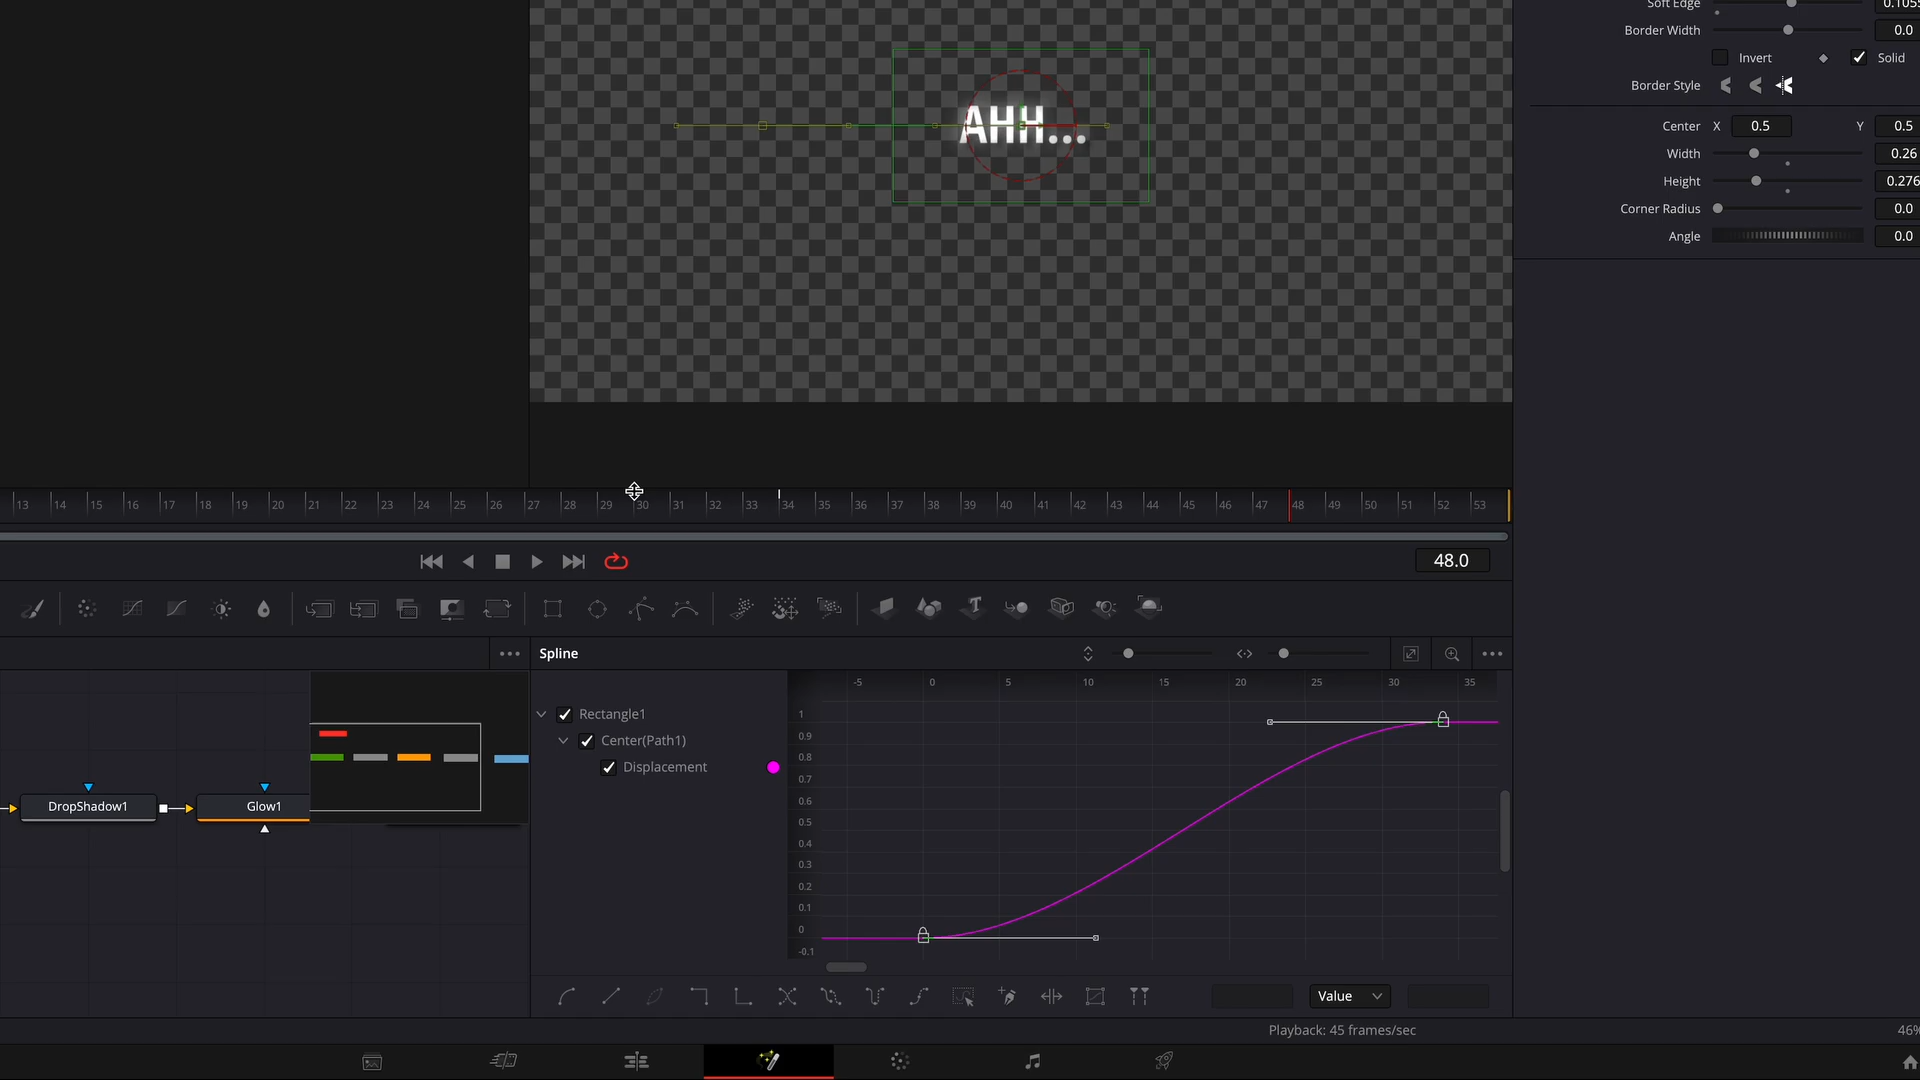 Soft Edge 0.1055
Border Width 0.0
Invert Solid
Border Style
AHH...
Center X 0.5 Y 0.5
Width 0.26
Height 0.276
Corner Radius 0.0
Angle 0.0
13 14 15 16 17 18 19 20 21 22 23 24 25 26 27 28 29 30 31 32 33 34 35 36 37 38 39 40 41 42 43 44 45 46 47 48 49 50 51 52 53
48.0
Spline
-5 0 5 10 15 20 25 30 35
Rectangle1
Center(Path1)
Displacement
1
0.9
0.8
0.7
0.6
0.5
0.4
0.3
0.2
0.1
0
-0.1
DropShadow1 Glow1
Value
Playback: 45 frames/sec
46%